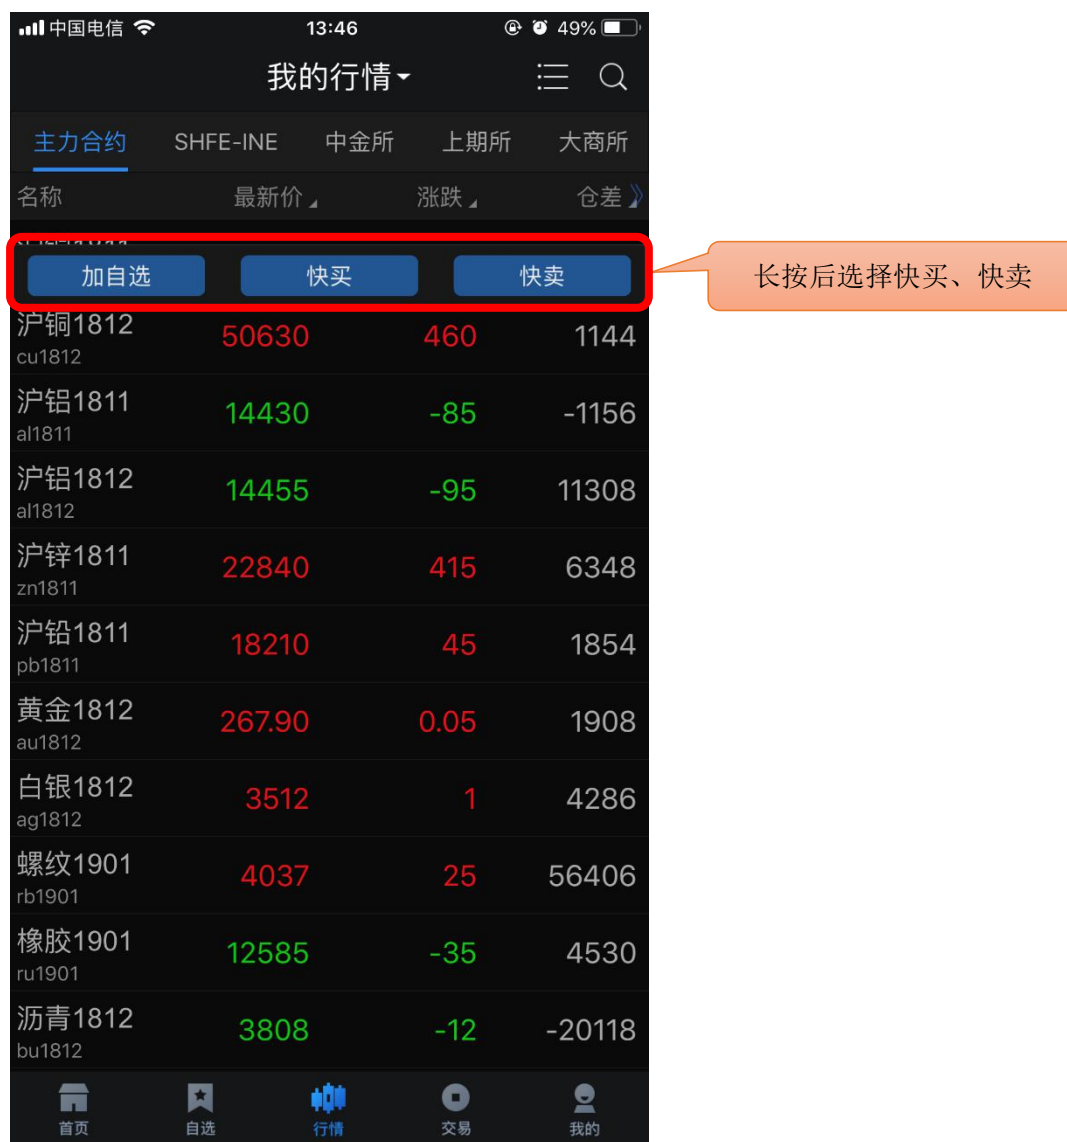 中国电信 13:46 49%
我的行情
主力合约 SHFE-INE 中金所 上期所 大商所
名称 最新价 涨跌 仓差
加自选 快买 快卖
长按后选择快买、快卖
沪铜1812 50630 460 1144
cu1812
沪铝1811 14430 -85 -1156
al1811
沪铝1812 14455 -95 11308
al1812
沪锌1811 22840 415 6348
zn1811
沪铅1811 18210 45 1854
pb1811
黄金1812 267.90 0.05 1908
au1812
白银1812 3512 1 4286
ag1812
螺纹1901 4037 25 56406
rb1901
橡胶1901 12585 -35 4530
ru1901
沥青1812 3808 -12 -20118
bu1812
首页 自选 行情 交易 我的